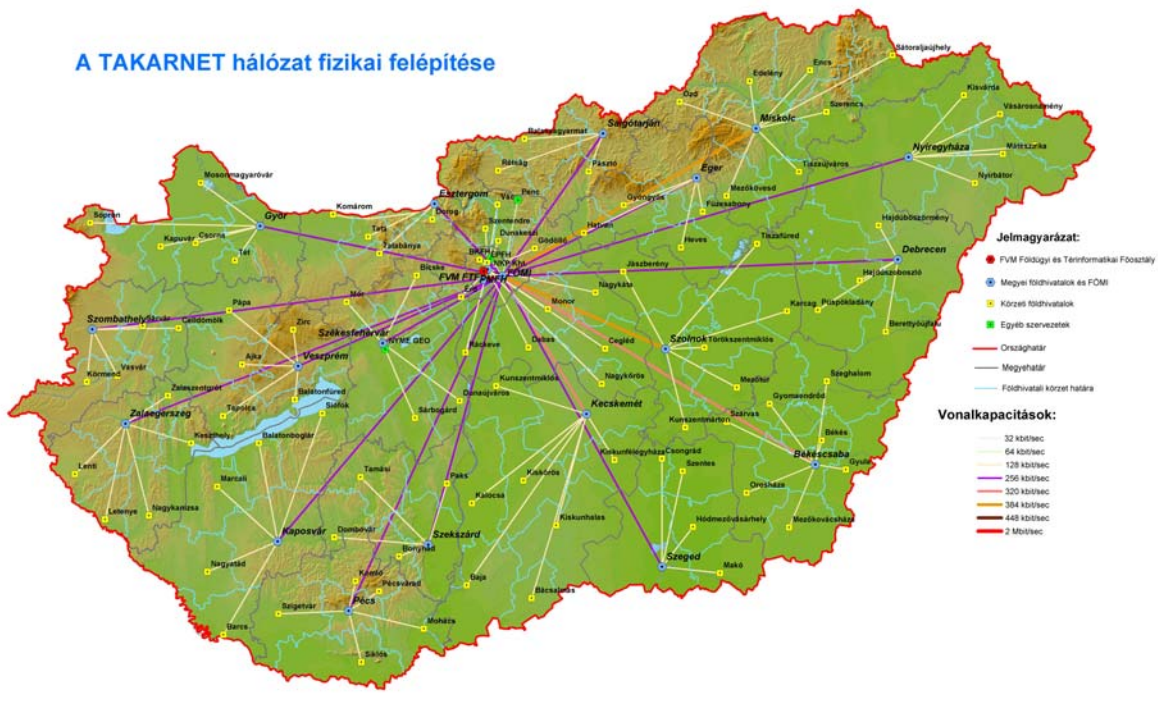 A TAKARNET hálózat fizikai felépítése
Sátoraljaújhely
Encs
Edelény
Ózd
Kisvárda
Vásárosnamény
Szerencs
Miskolc
Salgótarján
Balassagyarmat
Nyíregyháza
Mátészalka
Rétság
Pásztó
Eger
Tiszaújváros
Nyírbátor
Mosonmagyaróvár
Esztergom
Vác
Penc
Gyöngyös
Mezőkövesd
Füzesabony
Komárom
Dorog
Sopron
Győr
Szentendre
Hatvan
Hajdúböszörmény
Kapuvár
Csorna
Tata
Dunakeszi
Gödöllő
Heves
Tiszafüred
Debrecen
Tét
Tatabánya
Bicske
FVM FTF
FÖMI
Jászberény
Hajdúszoboszló
Nagykáta
Pápa
Mór
Monor
Karcag
Püspökladány
Szombathely
Sárvár
Celldömölk
Zirc
Székesfehérvár
NYME GEO
Ráckeve
Dabas
Cegléd
Szolnok
Törökszentmiklós
Berettyóújfalu
Ajka
Veszprém
Körmend
Vasvár
Zalaszentgrót
Balatonfüred
Kunszentmiklós
Nagykőrös
Mezőtúr
Szeghalom
Dunaújváros
Gyomaendrőd
Tapolca
Siófok
Sárbogárd
Kecskemét
Kunszentmárton
Szarvas
Zalaegerszeg
Keszthely
Balatonboglár
Békés
Kiskunfélegyháza
Csongrád
Békéscsaba
Gyula
Lenti
Marcali
Tamási
Paks
Kiskőrös
Szentes
Orosháza
Letenye
Nagykanizsa
Kalocsa
Kiskunhalas
Hódmezővásárhely
Mezőkovácsháza
Kaposvár
Dombóvár
Szekszárd
Bonyhád
Szeged
Makó
Nagyatád
Komló
Pécsvárad
Baja
Bácsalmás
Szigetvár
Pécs
Barcs
Mohács
Siklós
Jelmagyarázat:
FVM Földügyi és Térinformatikai Főosztály
Megyei földhivatalok és FÖMI
Körzeti földhivatalok
Egyéb szervezetek
Országhatár
Megyehatár
Földhivatali körzet határa
Vonalkapacitások:
32 kbit/sec
64 kbit/sec
128 kbit/sec
256 kbit/sec
320 kbit/sec
384 kbit/sec
448 kbit/sec
2 Mbit/sec